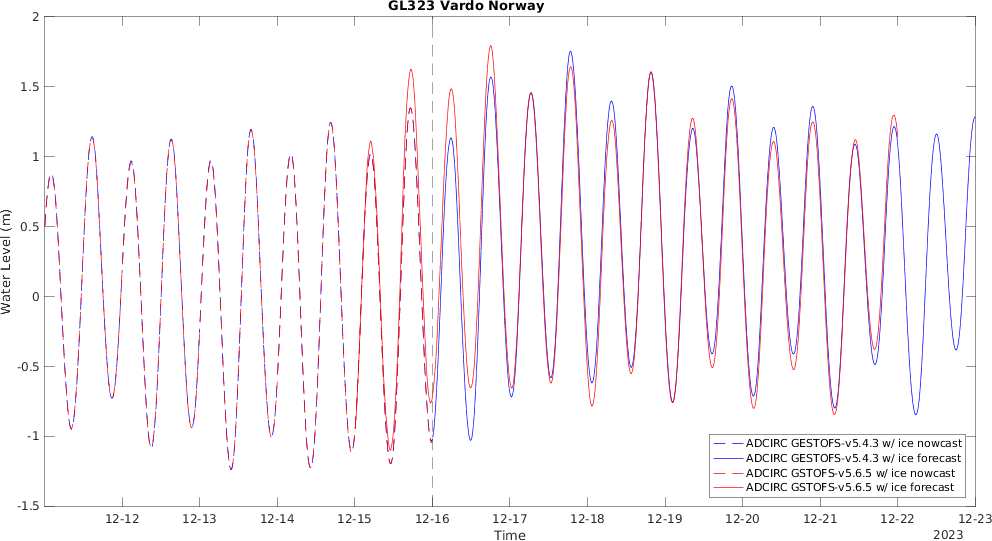 GL323 Vardo Norway
2
1.5
1
0.5
0
-0.5
-1
-1.5
Water Level (m)
ADCIRC GESTOFS-v5.4.3 w/ ice nowcast
ADCIRC GESTOFS-v5.4.3 w/ ice forecast
ADCIRC GSTOFS-v5.6.5 w/ ice nowcast
ADCIRC GSTOFS-v5.6.5 w/ ice forecast
12-12 12-13 12-14 12-15 12-16 12-17 12-18 12-19 12-20 12-21 12-22 12-23
Time
2023